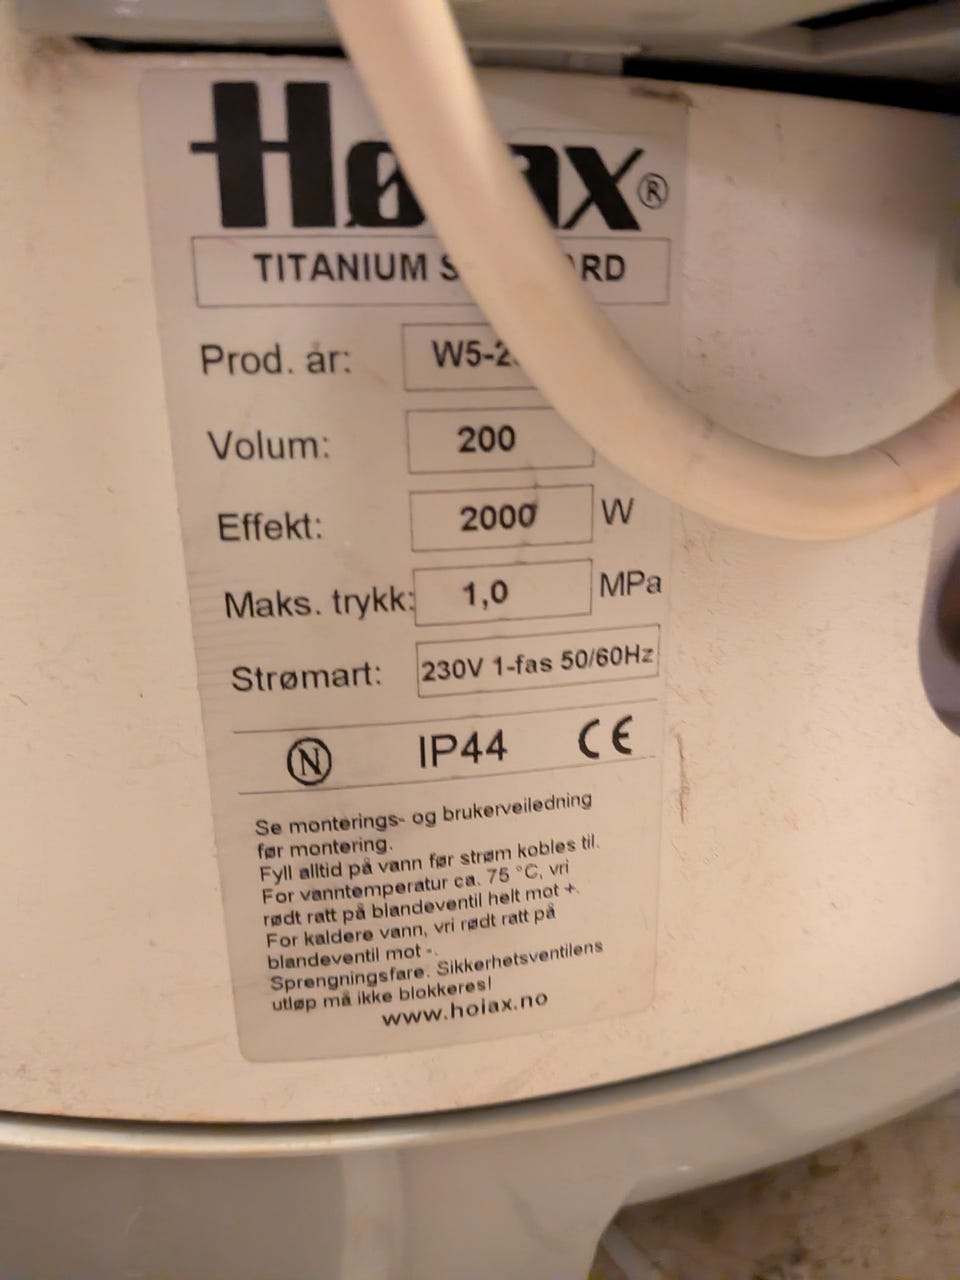 Høiax®
TITANIUM
Prod. år: W5-2
Volum: 200
Effekt: 2000 W
Maks. trykk: 1,0 MPa
Strømart: 230V 1-fas 50/60Hz
N IP44 CE
Se monterings- og brukerveiledning
før montering.
Fyll alltid på vann før strøm kobles til.
For vanntemperatur ca. 75 °C, vri
rødt ratt på blandeventil helt mot +.
For kaldere vann, vri rødt ratt på
blandeventil mot -.
Sprengningsfare. Sikkerhetsventilens
utløp må ikke blokkeres!
www.hoiax.no